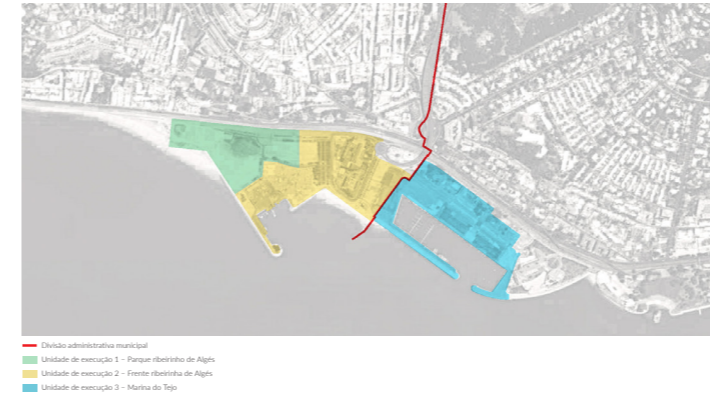 Divisão administrativa municipal
Unidade de execução 1 – Parque ribeirinho de Algés
Unidade de execução 2 – Frente ribeirinha de Algés
Unidade de execução 3 – Marina do Tejo